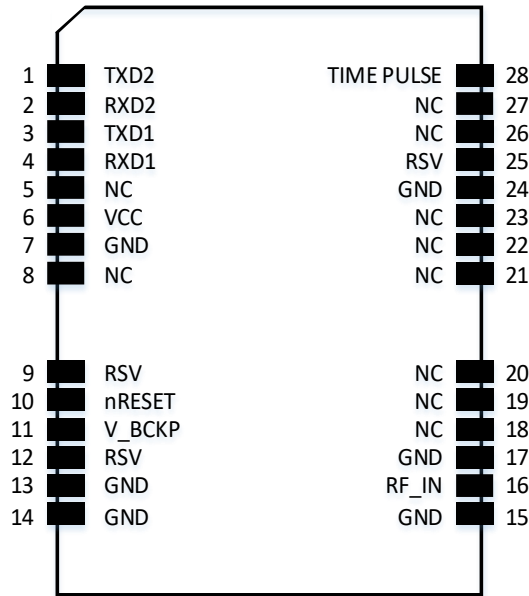 1 TXD2 TIME PULSE 28
2 RXD2 NC 27
3 TXD1 NC 26
4 RXD1 RSV 25
5 NC GND 24
6 VCC NC 23
7 GND NC 22
8 NC NC 21
9 RSV NC 20
10 nRESET NC 19
11 V_BCKP NC 18
12 RSV GND 17
13 GND RF_IN 16
14 GND GND 15